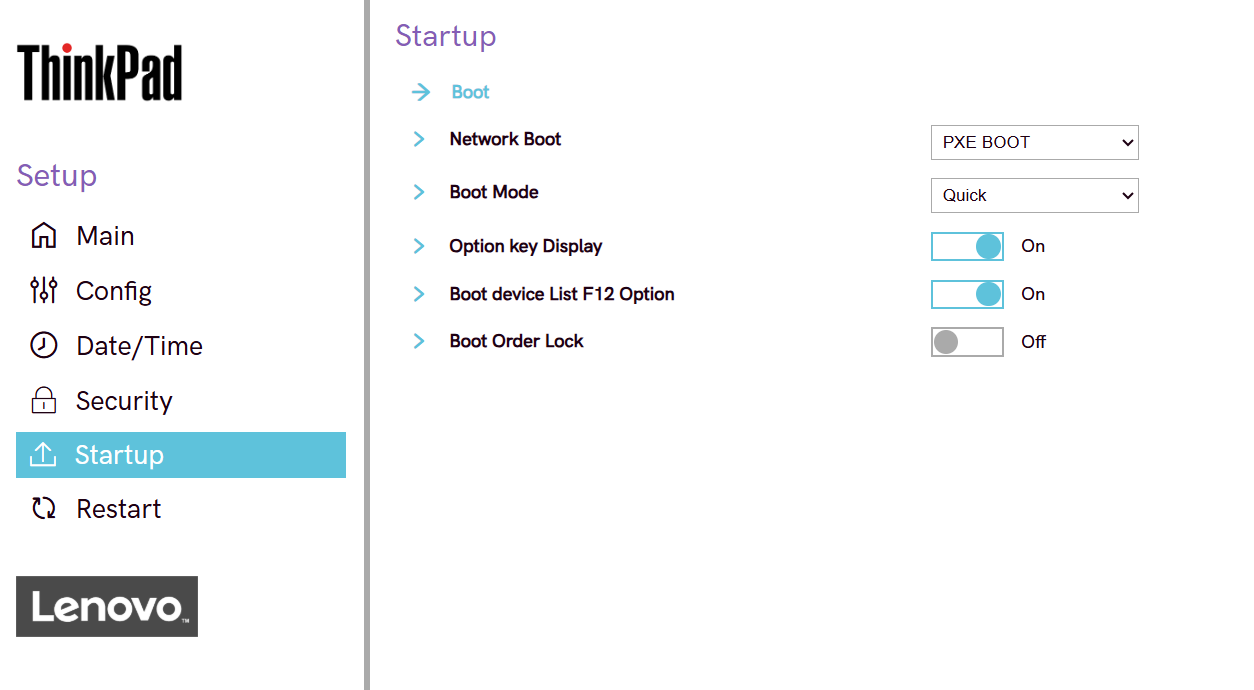 ThinkPad
Setup
Main
Config
Date/Time
Security
Startup
Restart
Lenovo™
Startup
Boot
Network Boot PXE BOOT
Boot Mode Quick
Option key Display On
Boot device List F12 Option On
Boot Order Lock Off